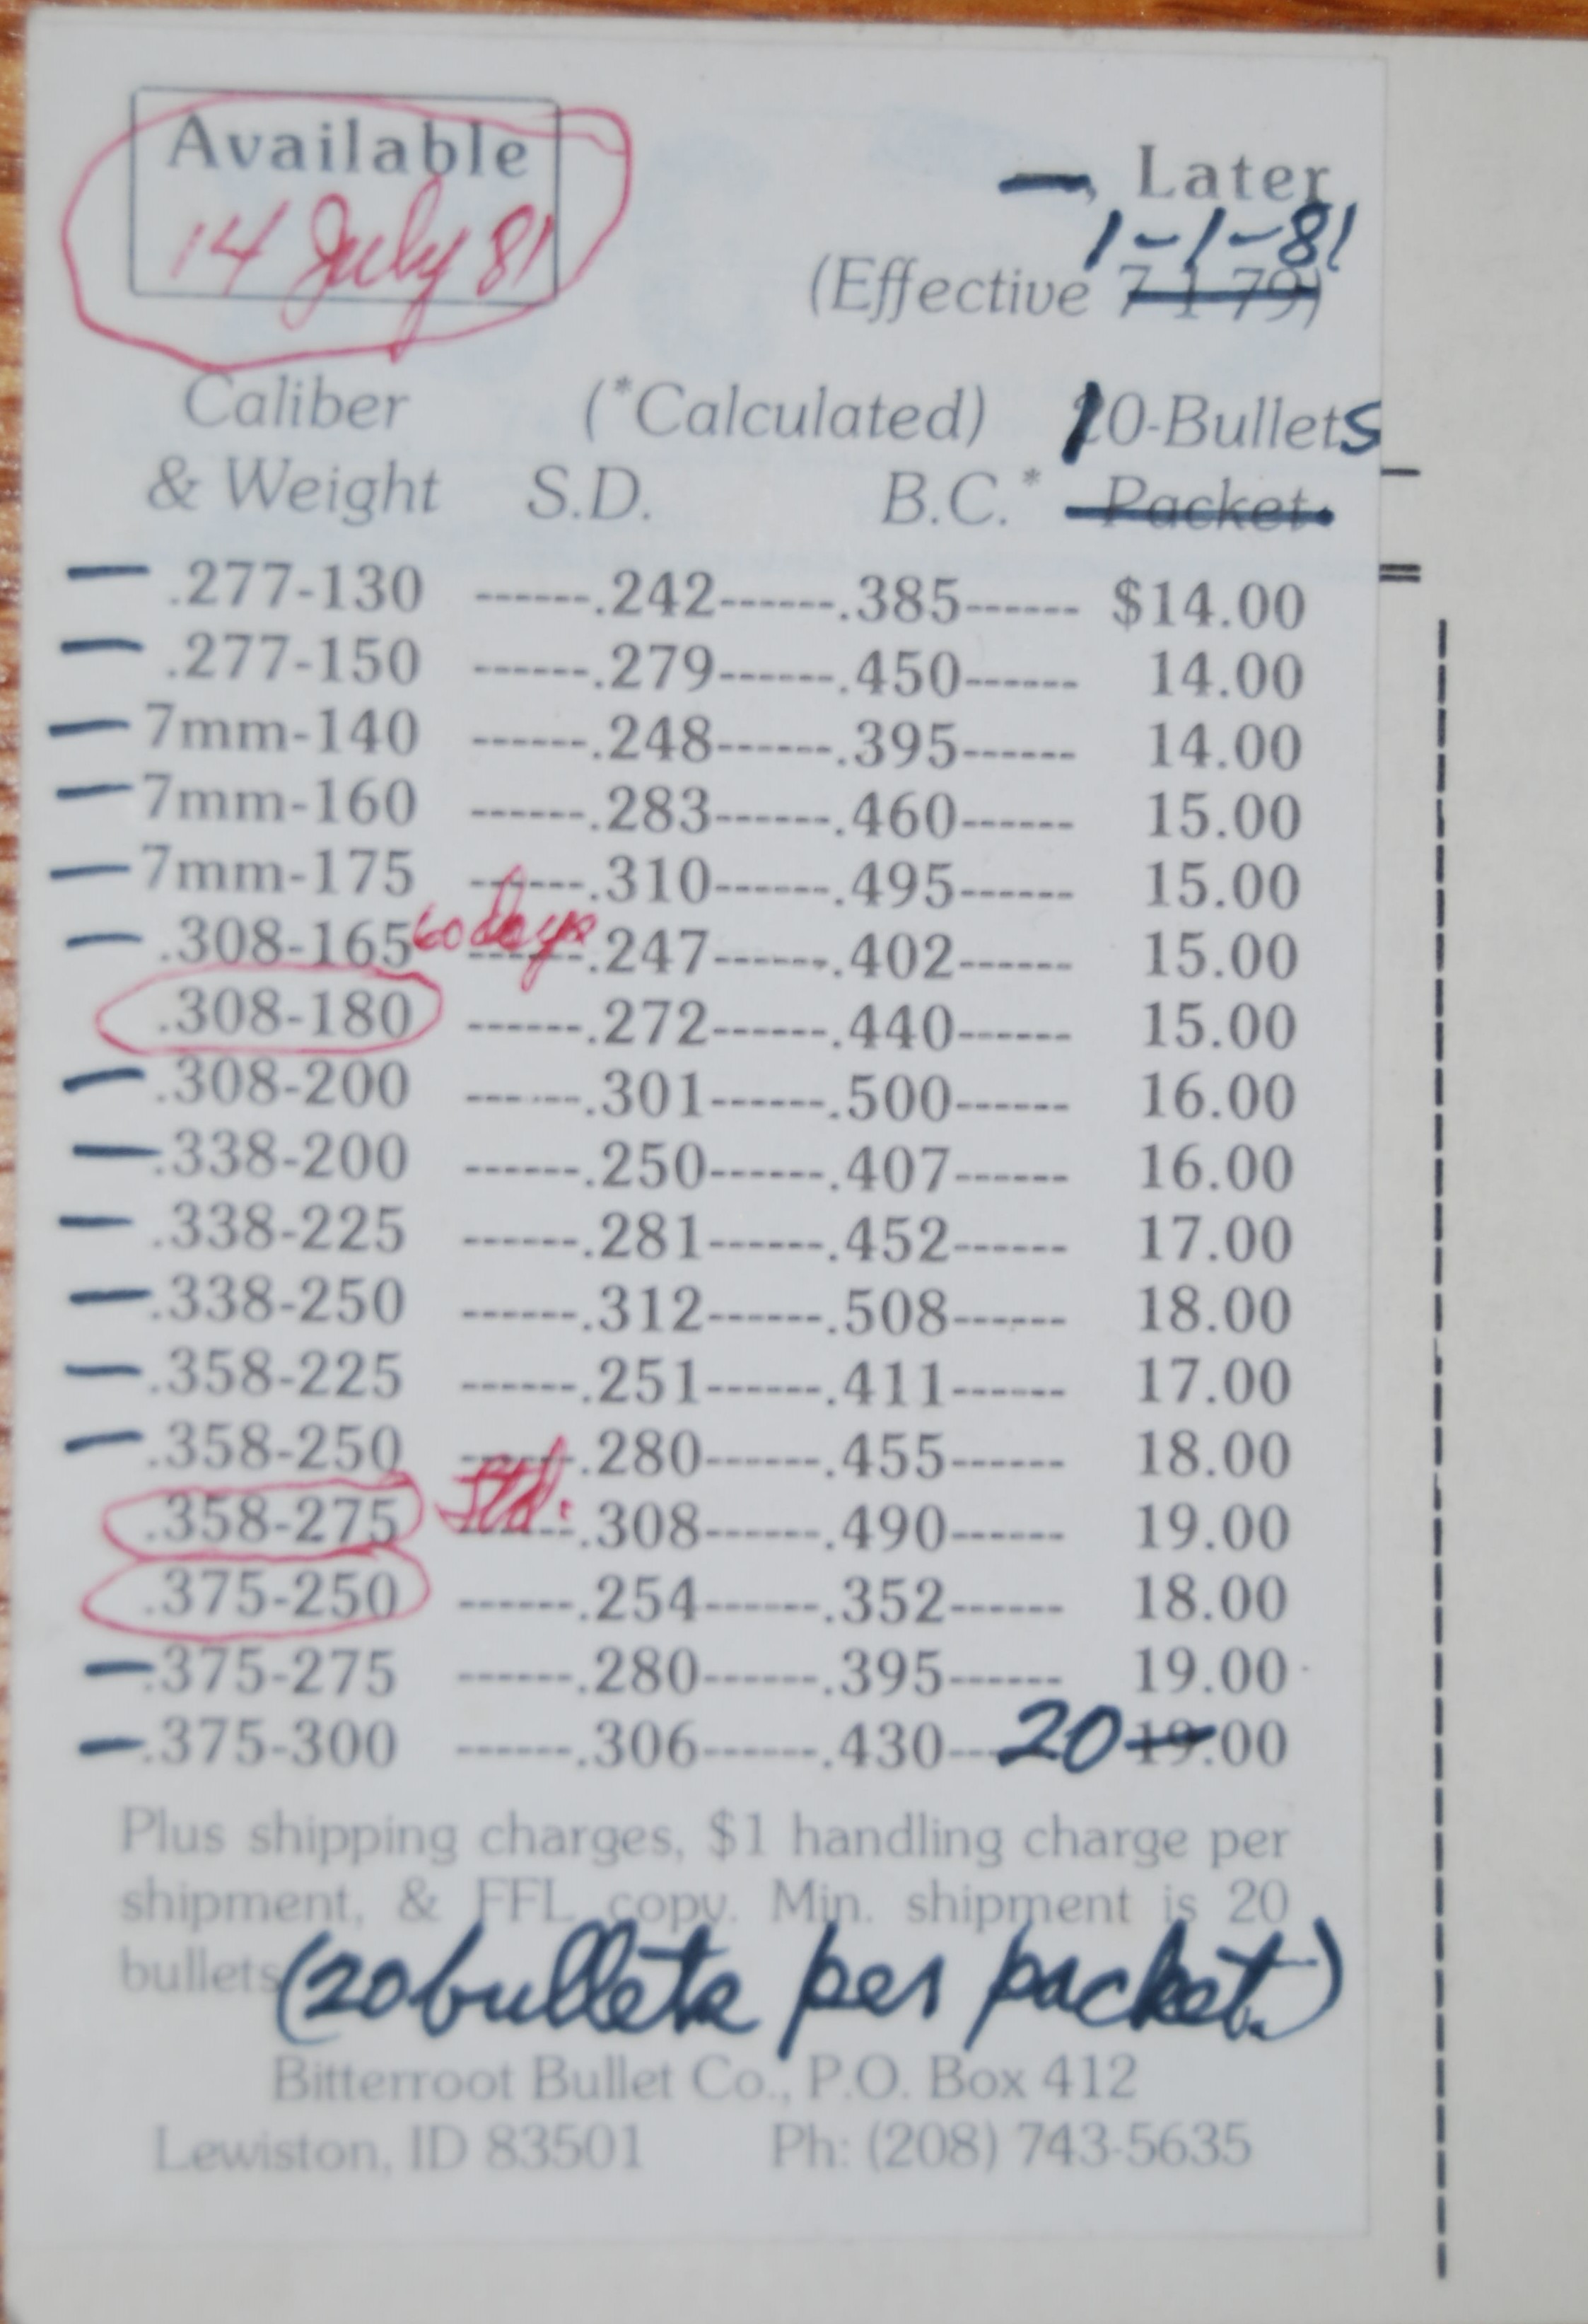 Available
14 July 81
—, Later
1-1-81
(Effective 7-1-79)
Caliber (*Calculated) 10-Bullets
& Weight S.D. B.C.* Packet
— .277-130 ------.242------.385------ $14.00
— .277-150 ------.279------.450------ 14.00
— 7mm-140 ------.248------.395------ 14.00
— 7mm-160 ------.283------.460------ 15.00
— 7mm-175 ------.310------.495------ 15.00
— .308-165 60 days ------.247------.402------ 15.00
.308-180 ------.272------.440------ 15.00
— .308-200 ------.301------.500------ 16.00
— .338-200 ------.250------.407------ 16.00
— .338-225 ------.281------.452------ 17.00
— .338-250 ------.312------.508------ 18.00
— .358-225 ------.251------.411------ 17.00
— .358-250 ------.280------.455------ 18.00
.358-275 Std. ------.308------.490------ 19.00
.375-250 ------.254------.352------ 18.00
— .375-275 ------.280------.395------ 19.00
— .375-300 ------.306------.430--- 20 19.00
Plus shipping charges, $1 handling charge per
shipment, & FFL copy. Min. shipment is 20
bullets (20 bullets per packet.)
Bitterroot Bullet Co., P.O. Box 412
Lewiston, ID 83501 Ph: (208) 743-5635